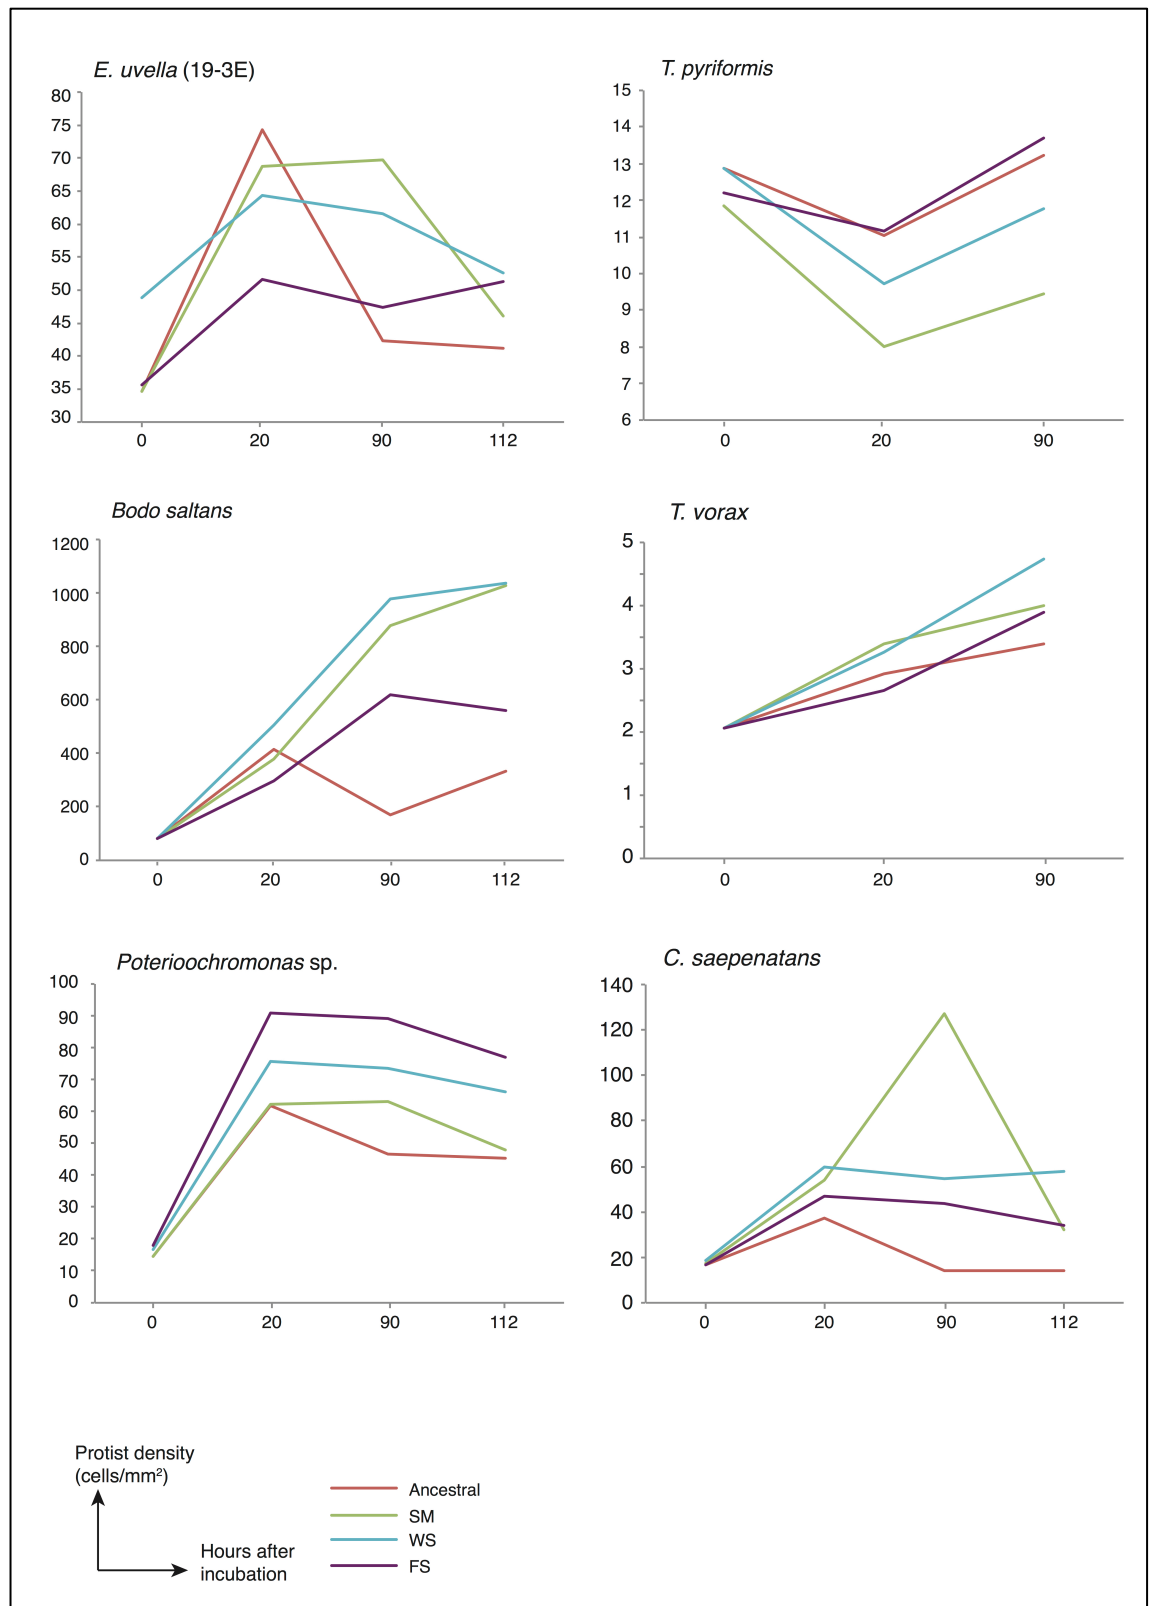 E. uvella (19-3E)
80
75
70
65
60
55
50
45
40
35
30
0 20 90 112
T. pyriformis
15
14
13
12
11
10
9
8
7
6
0 20 90
Bodo saltans
1200
1000
800
600
400
200
0
0 20 90 112
T. vorax
5
4
3
2
1
0
0 20 90
Poterioochromonas sp.
100
90
80
70
60
50
40
30
20
10
0
0 20 90 112
C. saepenatans
140
120
100
80
60
40
20
0
0 20 90 112
Protist density
(cells/mm²)
Hours after
incubation
Ancestral
SM
WS
FS